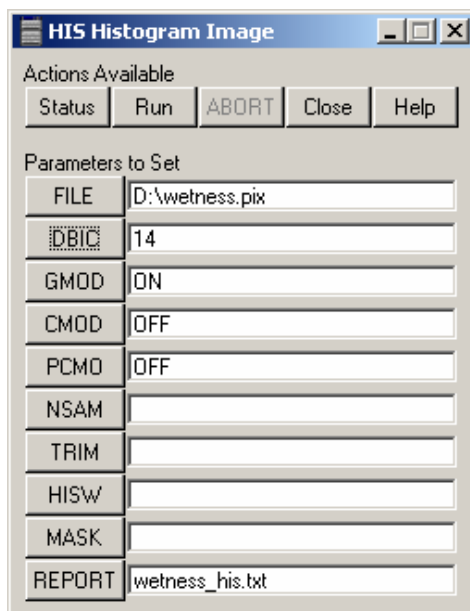 HIS Histogram Image
Actions Available
Status Run ABORT Close Help
Parameters to Set
FILE D:\wetness.pix
DBIC 14
GMOD ON
CMOD OFF
PCMO OFF
NSAM
TRIM
HISW
MASK
REPORT wetness_his.txt